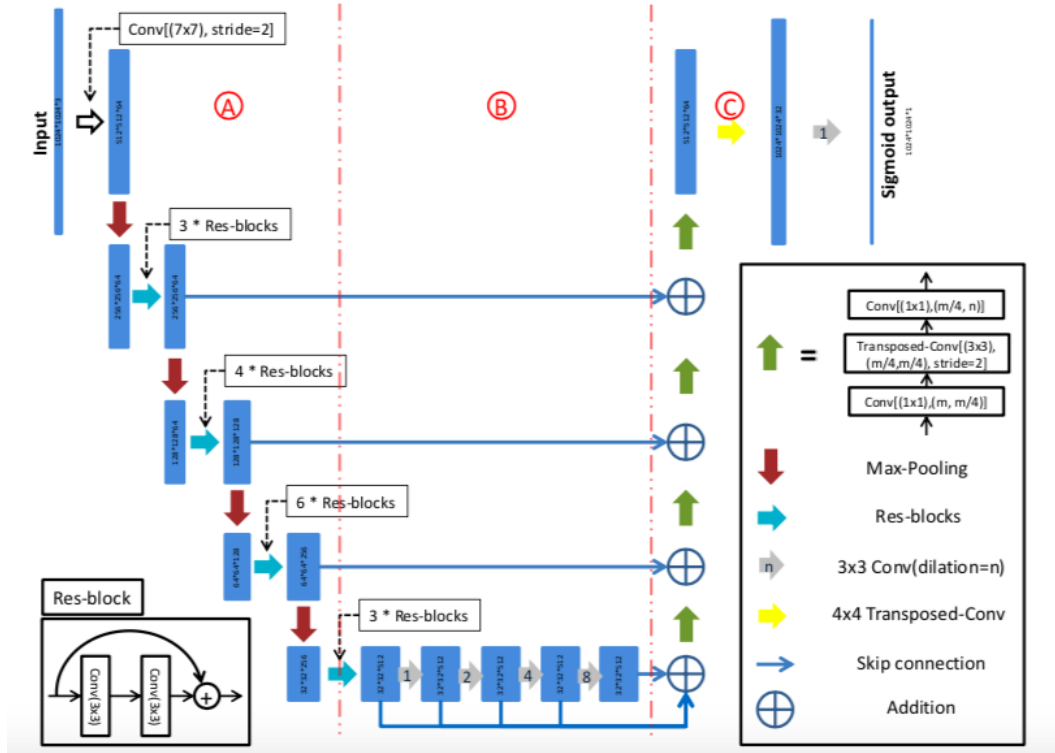 Conv[(7x7), stride=2]
A
B
C
Input
1024*1024*3
512*512*64
512*512*64
1024*1024*32
1
Sigmoid output
1024*1024*1
3 * Res-blocks
256*256*64
256*256*64
4 * Res-blocks
128*128*64
128*128*128
6 * Res-blocks
64*64*128
64*64*256
3 * Res-blocks
32*32*256
32*32*512
1
32*32*512
2
32*32*512
4
32*32*512
8
32*32*512
Res-block
Conv(3x3)
Conv(3x3)
Conv[(1x1),(m/4, n)]
Transposed-Conv[(3x3),
(m/4,m/4), stride=2]
Conv[(1x1),(m, m/4)]
=
Max-Pooling
Res-blocks
n
3x3 Conv(dilation=n)
4x4 Transposed-Conv
Skip connection
Addition